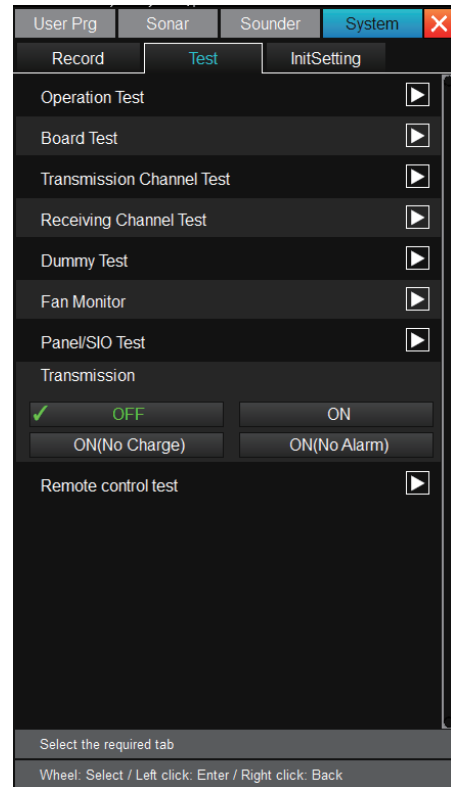 User Prg Sonar Sounder System
Record Test InitSetting
Operation Test
Board Test
Transmission Channel Test
Receiving Channel Test
Dummy Test
Fan Monitor
Panel/SIO Test
Transmission
OFF ON
ON(No Charge) ON(No Alarm)
Remote control test
Select the required tab
Wheel: Select / Left click: Enter / Right click: Back